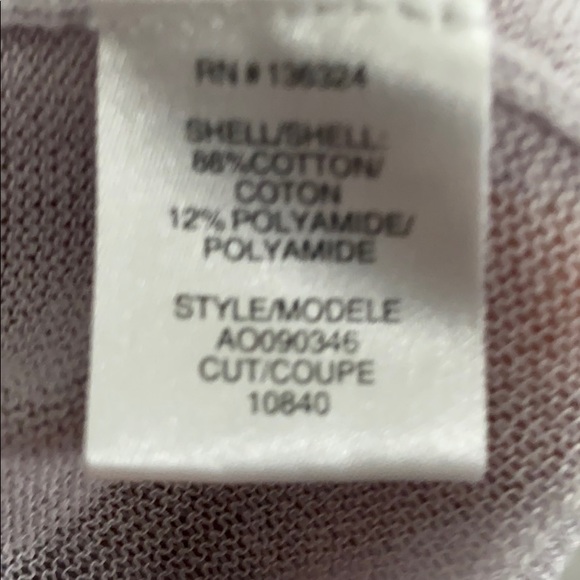 RN # 136324
SHELL/SHELL:
88%COTTON/
COTON
12% POLYAMIDE/
POLYAMIDE
STYLE/MODELE
AO090346
CUT/COUPE
10840